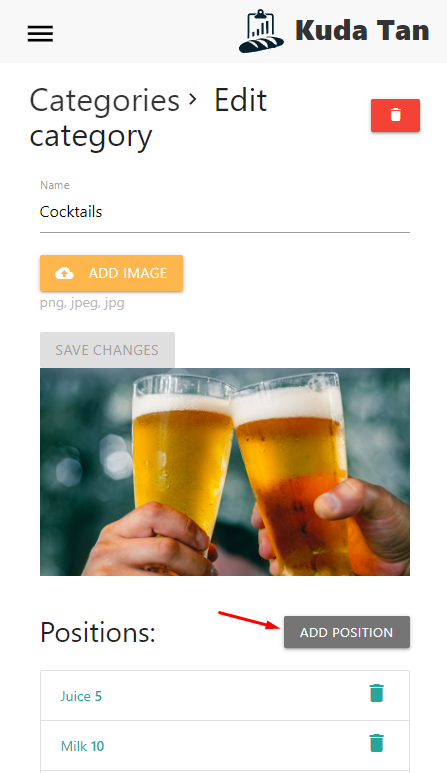 Kuda Tan
Categories > Edit
category
Name
Cocktails
ADD IMAGE
png, jpeg, jpg
SAVE CHANGES
Positions:
ADD POSITION
Juice 5
Milk 10